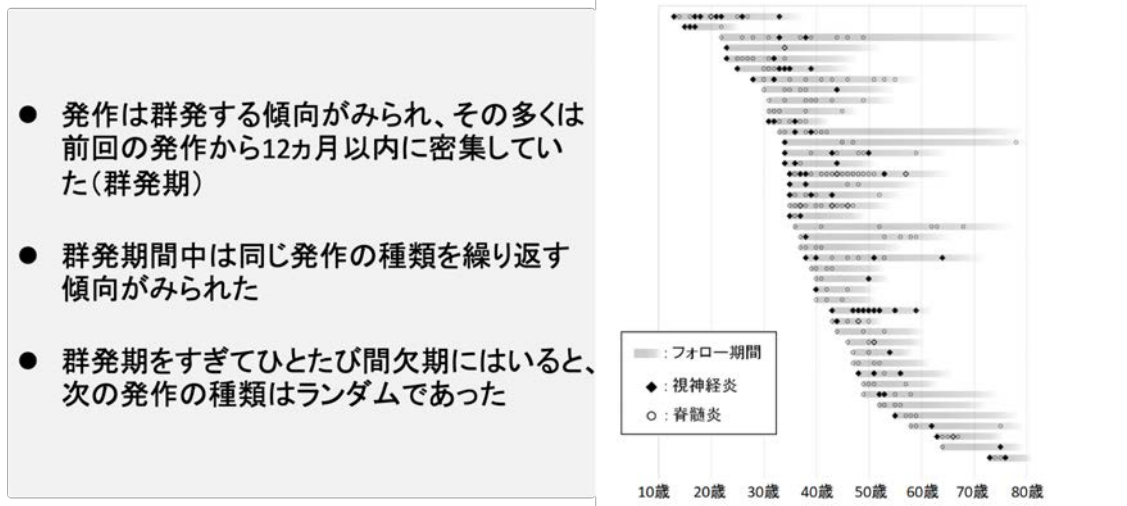 ● 発作は群発する傾向がみられ、その多くは
前回の発作から12ヵ月以内に密集してい
た（群発期）
● 群発期間中は同じ発作の種類を繰り返す
傾向がみられた
● 群発期をすぎてひとたび間欠期にはいると、
次の発作の種類はランダムであった
：フォロー期間
◆：視神経炎
○：脊髄炎
10歳 20歳 30歳 40歳 50歳 60歳 70歳 80歳